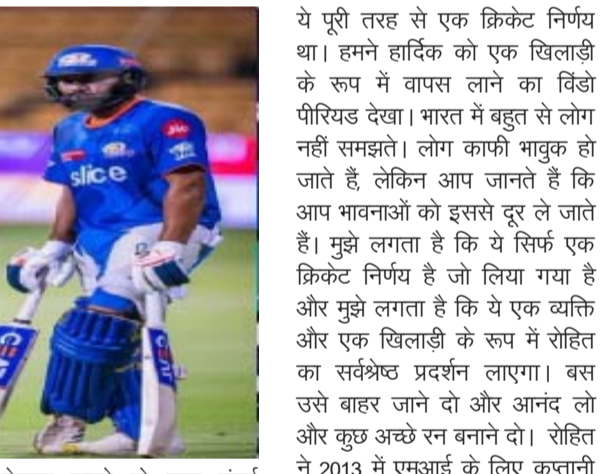 Jio
slice
CEAT
ये पूरी तरह से एक क्रिकेट निर्णय
था। हमने हार्दिक को एक खिलाड़ी
के रूप में वापस लाने का विंडो
पीरियड देखा। भारत में बहुत से लोग
नहीं समझते। लोग काफी भावुक हो
जाते हैं, लेकिन आप जानते हैं कि
आप भावनाओं को इससे दूर ले जाते
हैं। मुझे लगता है कि ये सिर्फ एक
क्रिकेट निर्णय है जो लिया गया है
और मुझे लगता है कि ये एक व्यक्ति
और एक खिलाड़ी के रूप में रोहित
का सर्वश्रेष्ठ प्रदर्शन लाएगा। बस
उसे बाहर जाने दो और आनंद लो
और कुछ अच्छे रन बनाने दो। रोहित
ने 2013 में एमआई के लिए कप्तानी